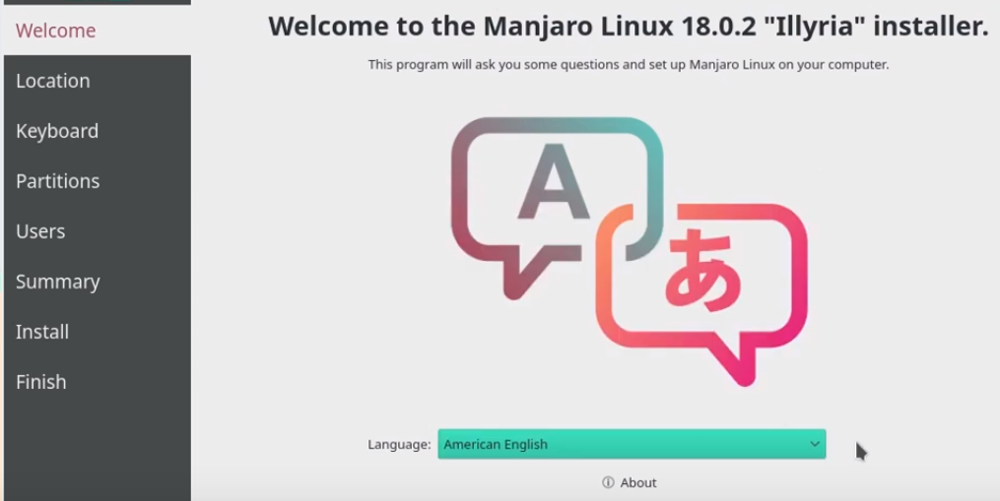 Welcome
Location
Keyboard
Partitions
Users
Summary
Install
Finish
Welcome to the Manjaro Linux 18.0.2 "Illyria" installer.
This program will ask you some questions and set up Manjaro Linux on your computer.
A
あ
Language: American English
About